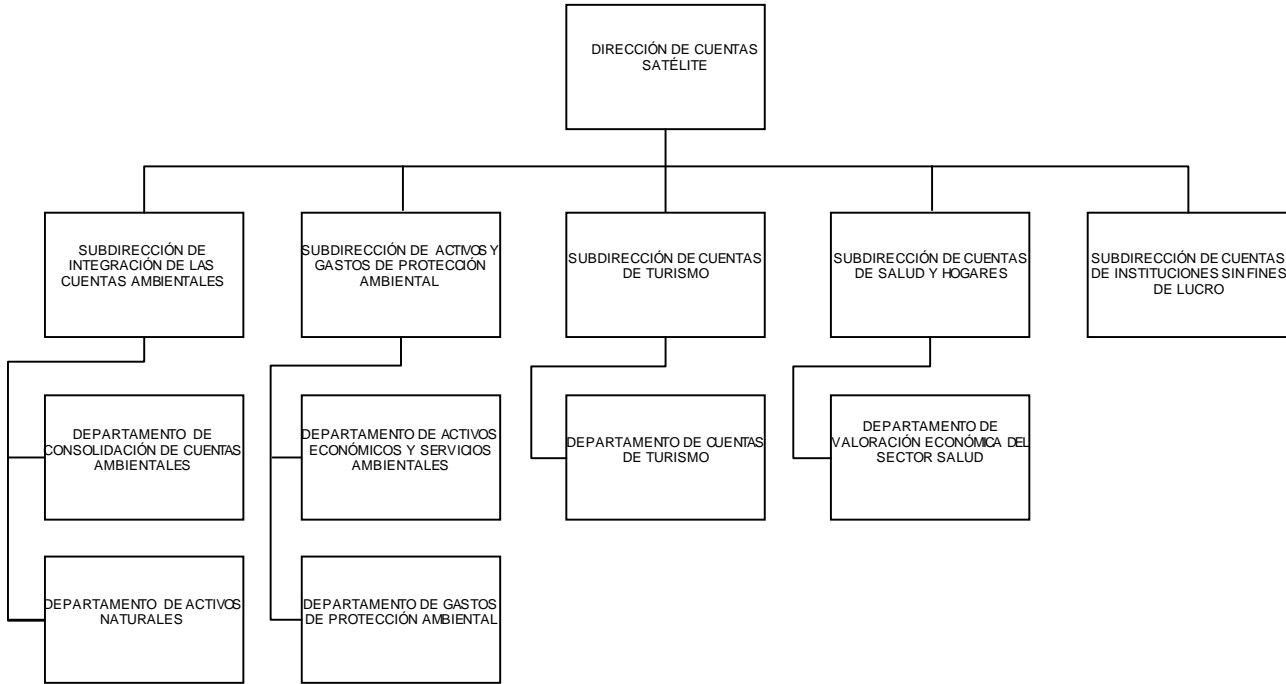 DIRECCIÓN DE CUENTAS
SATÉLITE
SUBDIRECCIÓN DE
INTEGRACIÓN DE LAS
CUENTAS AMBIENTALES
SUBDIRECCIÓN DE ACTIVOS Y
GASTOS DE PROTECCIÓN
AMBIENTAL
SUBDIRECCIÓN DE CUENTAS
DE TURISMO
SUBDIRECCIÓN DE CUENTAS
DE SALUD Y HOGARES
SUBDIRECCIÓN DE CUENTAS
DE INSTITUCIONES SIN FINES
DE LUCRO
DEPARTAMENTO DE
CONSOLIDACIÓN DE CUENTAS
AMBIENTALES
DEPARTAMENTO DE ACTIVOS
ECONÓMICOS Y SERVICIOS
AMBIENTALES
DEPARTAMENTO DE CUENTAS
DE TURISMO
DEPARTAMENTO DE
VALORACIÓN ECONÓMICA DEL
SECTOR SALUD
DEPARTAMENTO DE ACTIVOS
NATURALES
DEPARTAMENTO DE GASTOS
DE PROTECCIÓN AMBIENTAL